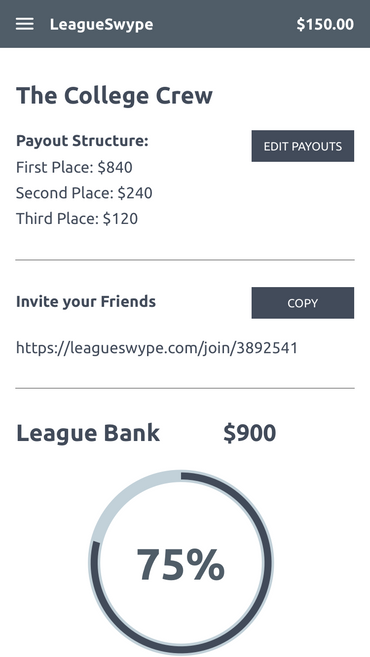 LeagueSwype $150.00
The College Crew
Payout Structure: EDIT PAYOUTS
First Place: $840
Second Place: $240
Third Place: $120
Invite your Friends COPY
https://leagueswype.com/join/3892541
League Bank $900
75%